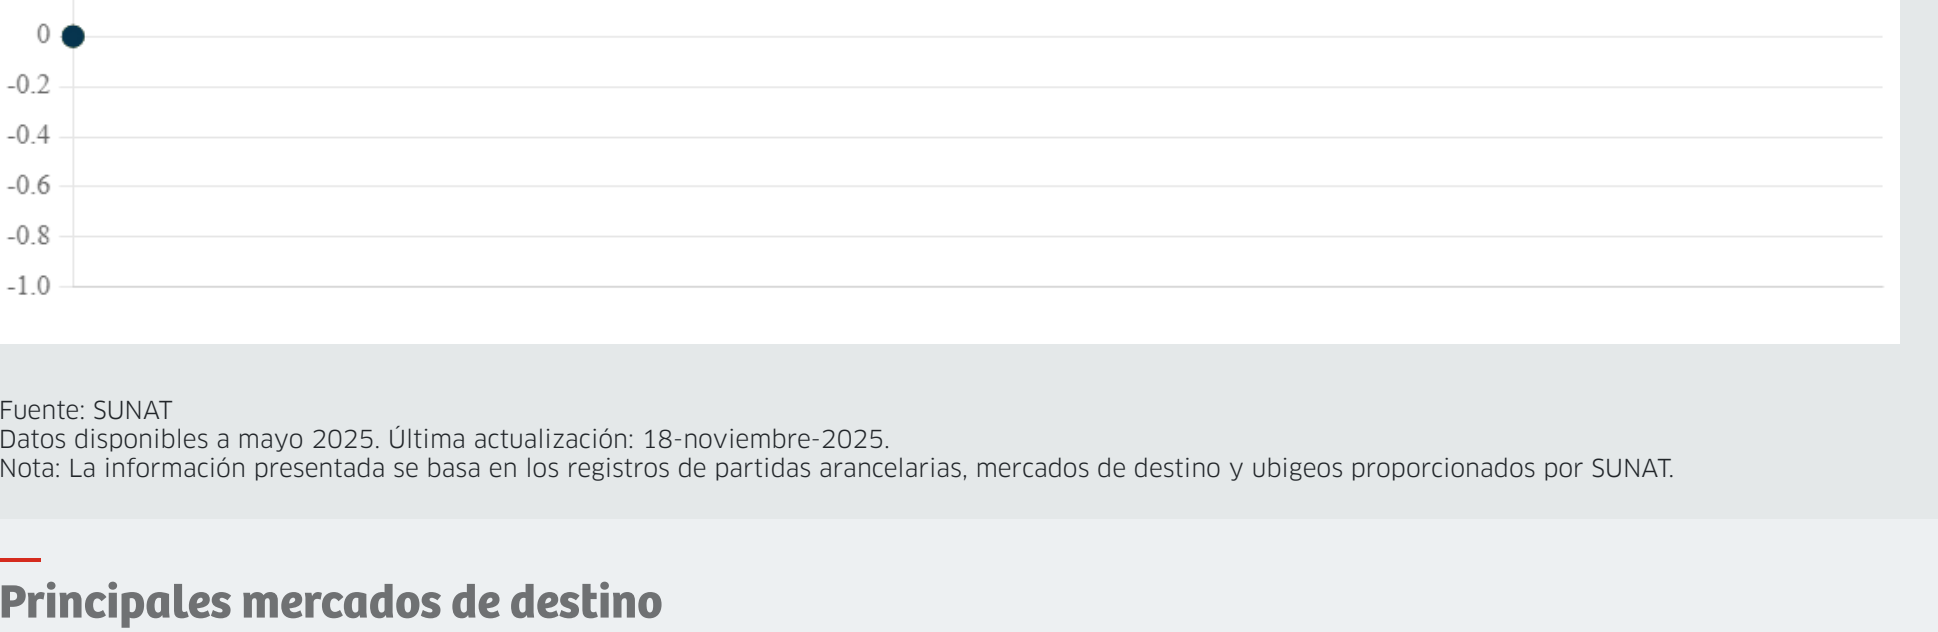 0
-0.2
-0.4
-0.6
-0.8
-1.0
Fuente: SUNAT
Datos disponibles a mayo 2025. Última actualización: 18-noviembre-2025.
Nota: La información presentada se basa en los registros de partidas arancelarias, mercados de destino y ubigeos proporcionados por SUNAT.
Principales mercados de destino